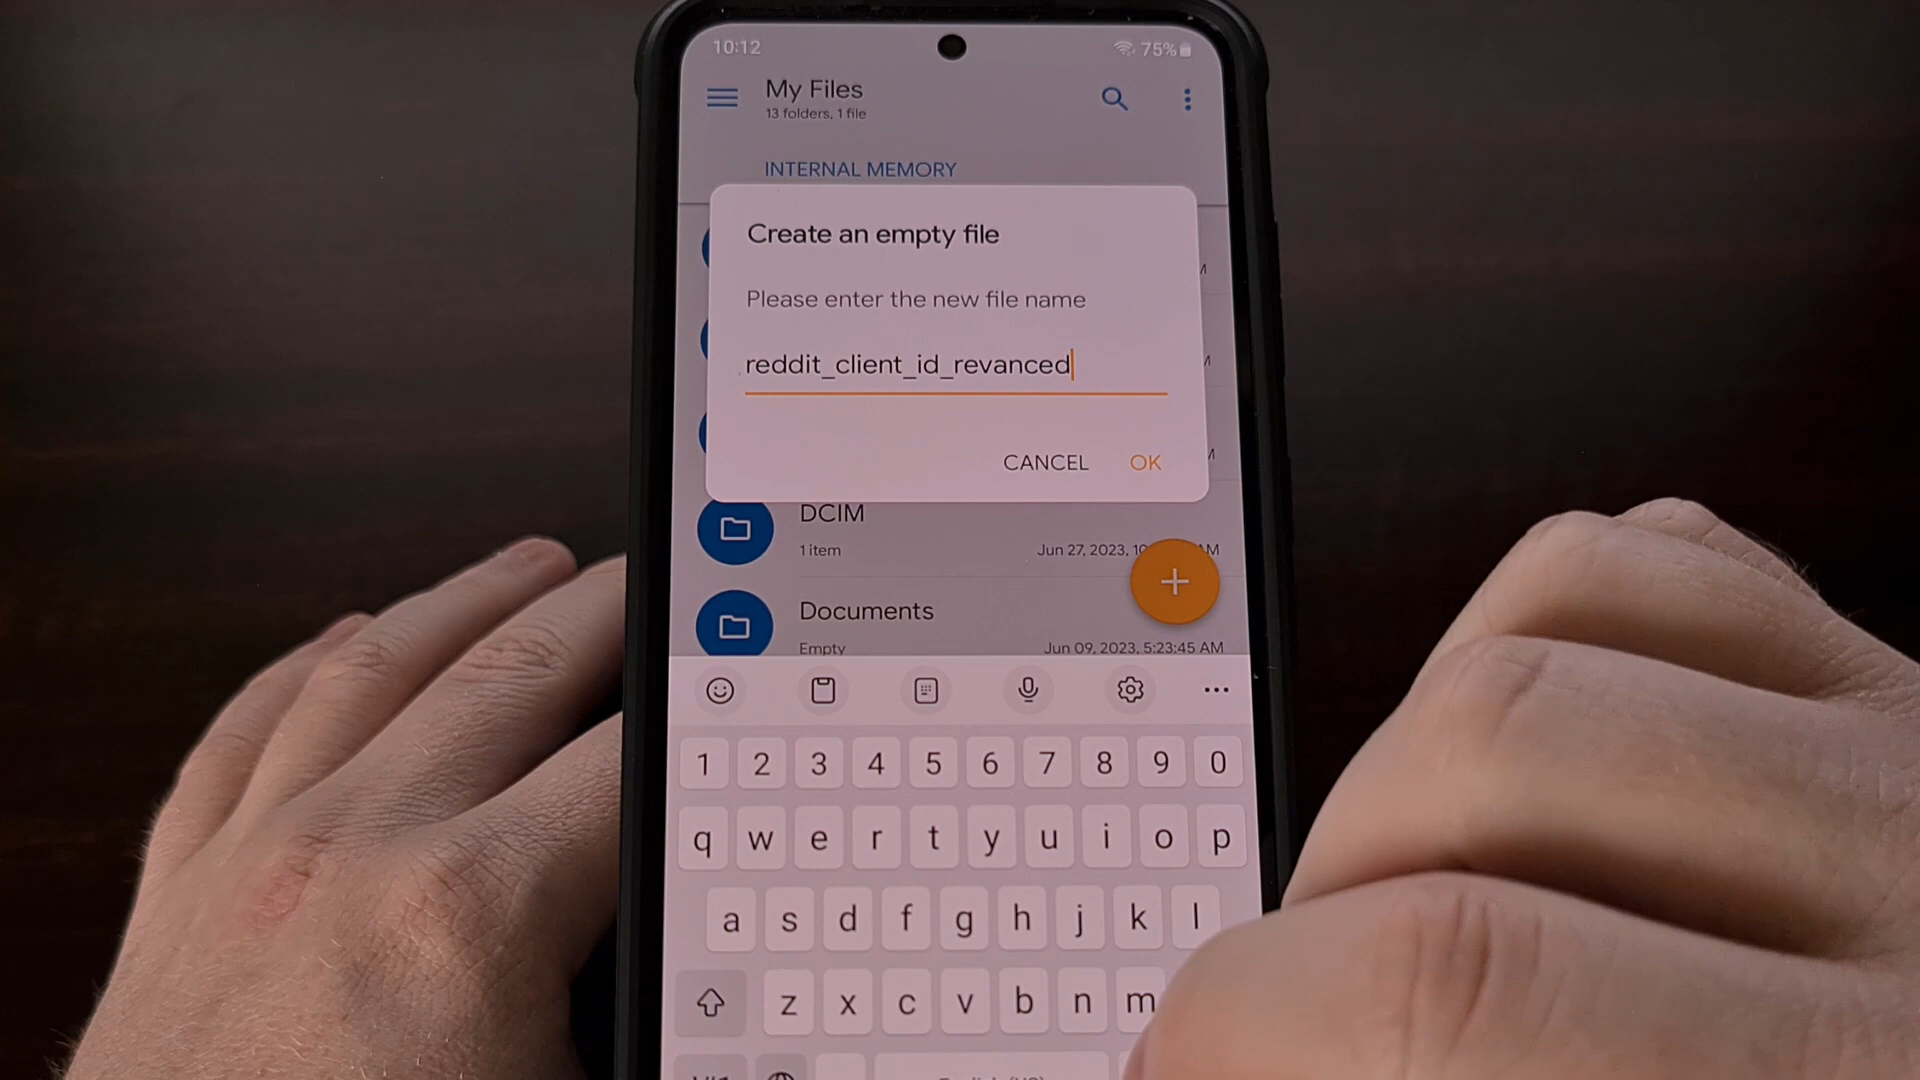 10:12
75%
My Files
13 folders, 1 file
INTERNAL MEMORY
Create an empty file
Please enter the new file name
reddit_client_id_revanced
CANCEL
OK
DCIM
1 item
Jun 27, 2023, 10 AM
Documents
Empty
Jun 09, 2023, 5:23:45 AM
1 2 3 4 5 6 7 8 9 0
q w e r t y u i o p
a s d f g h j k l
z x c v b n m